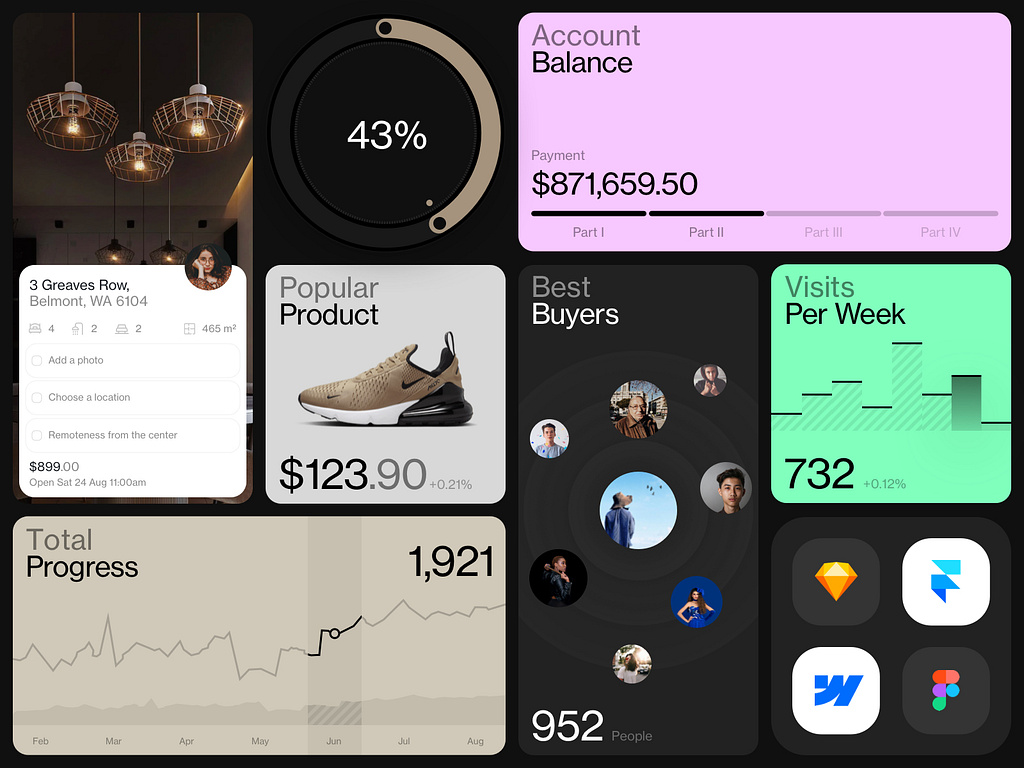 3 Greaves Row,
Belmont, WA 6104
4 2 2 465 m²
Add a photo
Choose a location
Remoteness from the center
$899.00
Open Sat 24 Aug 11:00am
43%
Account
Balance
Payment
$871,659.50
Part I Part II Part III Part IV
Popular
Product
$123.90 +0.21%
Best
Buyers
952 People
Visits
Per Week
732 +0.12%
Total
Progress
1,921
Feb Mar Apr May Jun Jul Aug